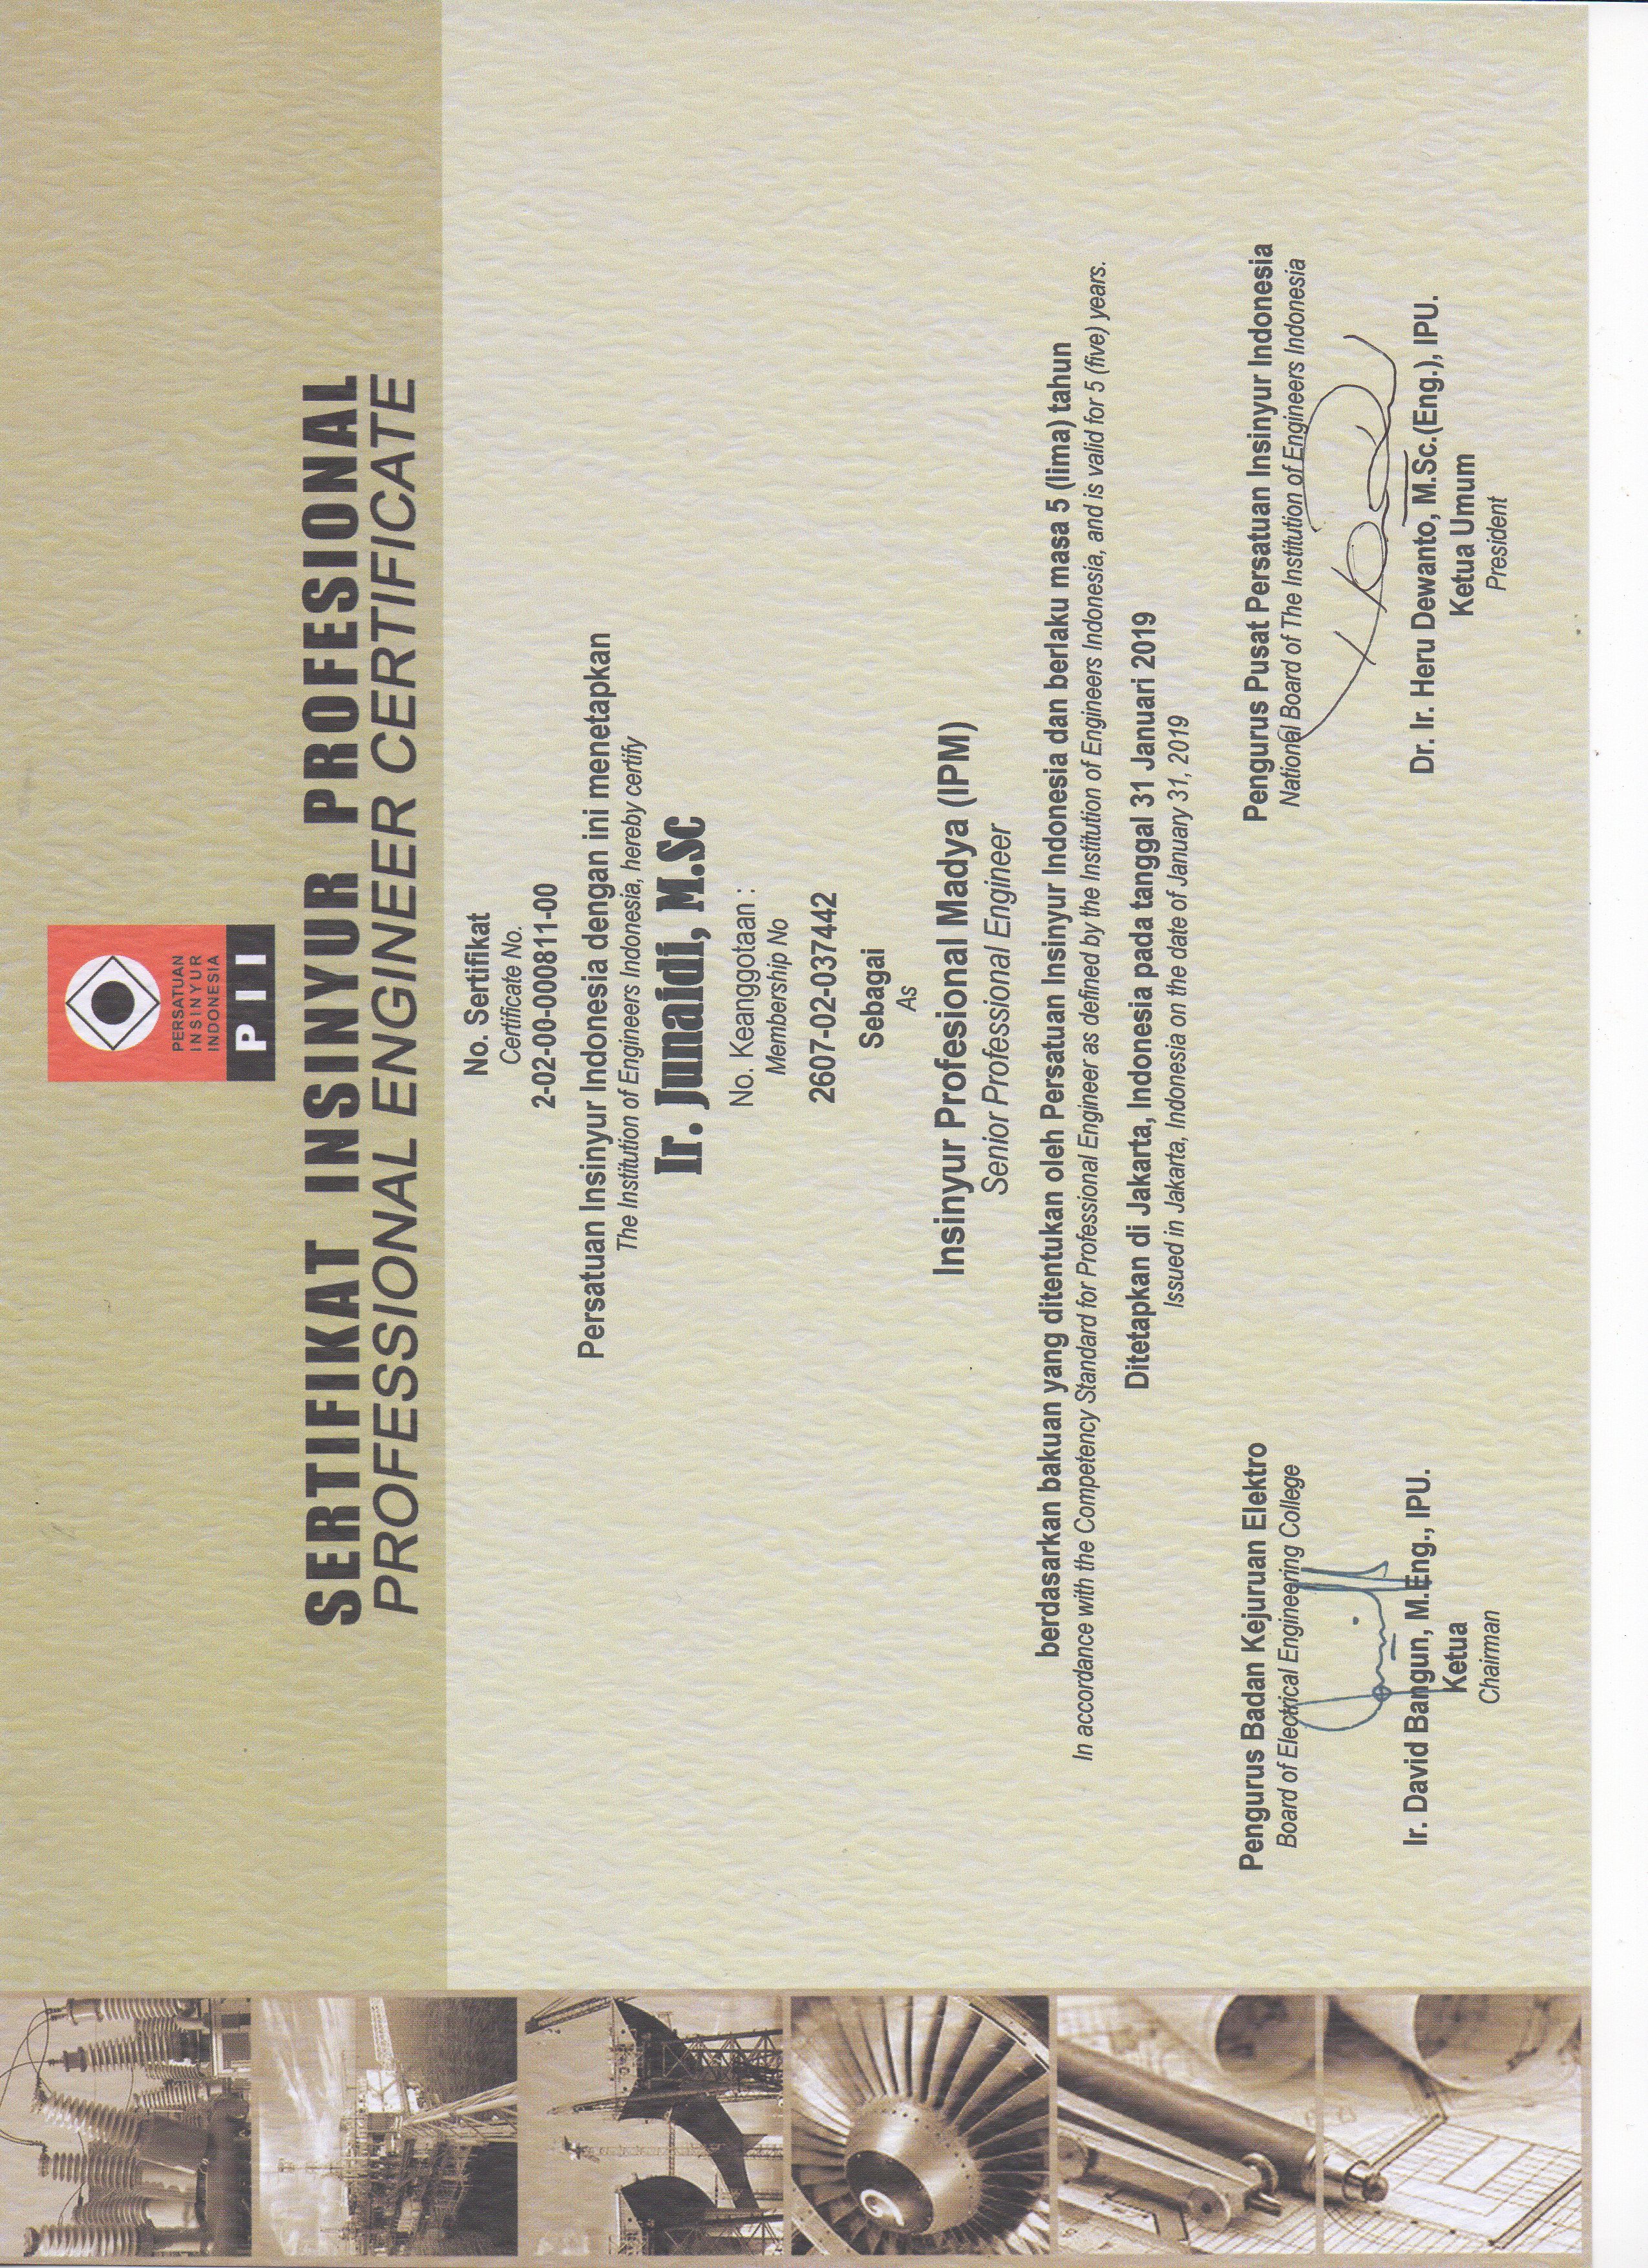 PERSATUAN
INSINYUR
INDONESIA
PII
SERTIFIKAT INSINYUR PROFESIONAL
PROFESSIONAL ENGINEER CERTIFICATE
No. Sertifikat
Certificate No.
2-02-00-000811-00
Persatuan Insinyur Indonesia dengan ini menetapkan
The Institution of Engineers Indonesia, hereby certify
Ir. Junaidi, M.Sc
No. Keanggotaan :
Membership No
2607-02-037442
Sebagai
As
Insinyur Profesional Madya (IPM)
Senior Professional Engineer
berdasarkan bakuan yang ditentukan oleh Persatuan Insinyur Indonesia dan berlaku masa 5 (lima) tahun
In accordance with the Competency Standard for Professional Engineer as defined by the Institution of Engineers Indonesia, and is valid for 5 (five) years.
Ditetapkan di Jakarta, Indonesia pada tanggal 31 Januari 2019
Issued in Jakarta, Indonesia on the date of January 31, 2019
Pengurus Badan Kejuruan Elektro
Board of Electrical Engineering College
Ir. David Bangun, M.Eng., IPU.
Ketua
Chairman
Pengurus Pusat Persatuan Insinyur Indonesia
National Board of The Institution of Engineers Indonesia
Dr. Ir. Heru Dewanto, M.Sc.(Eng.), IPU.
Ketua Umum
President